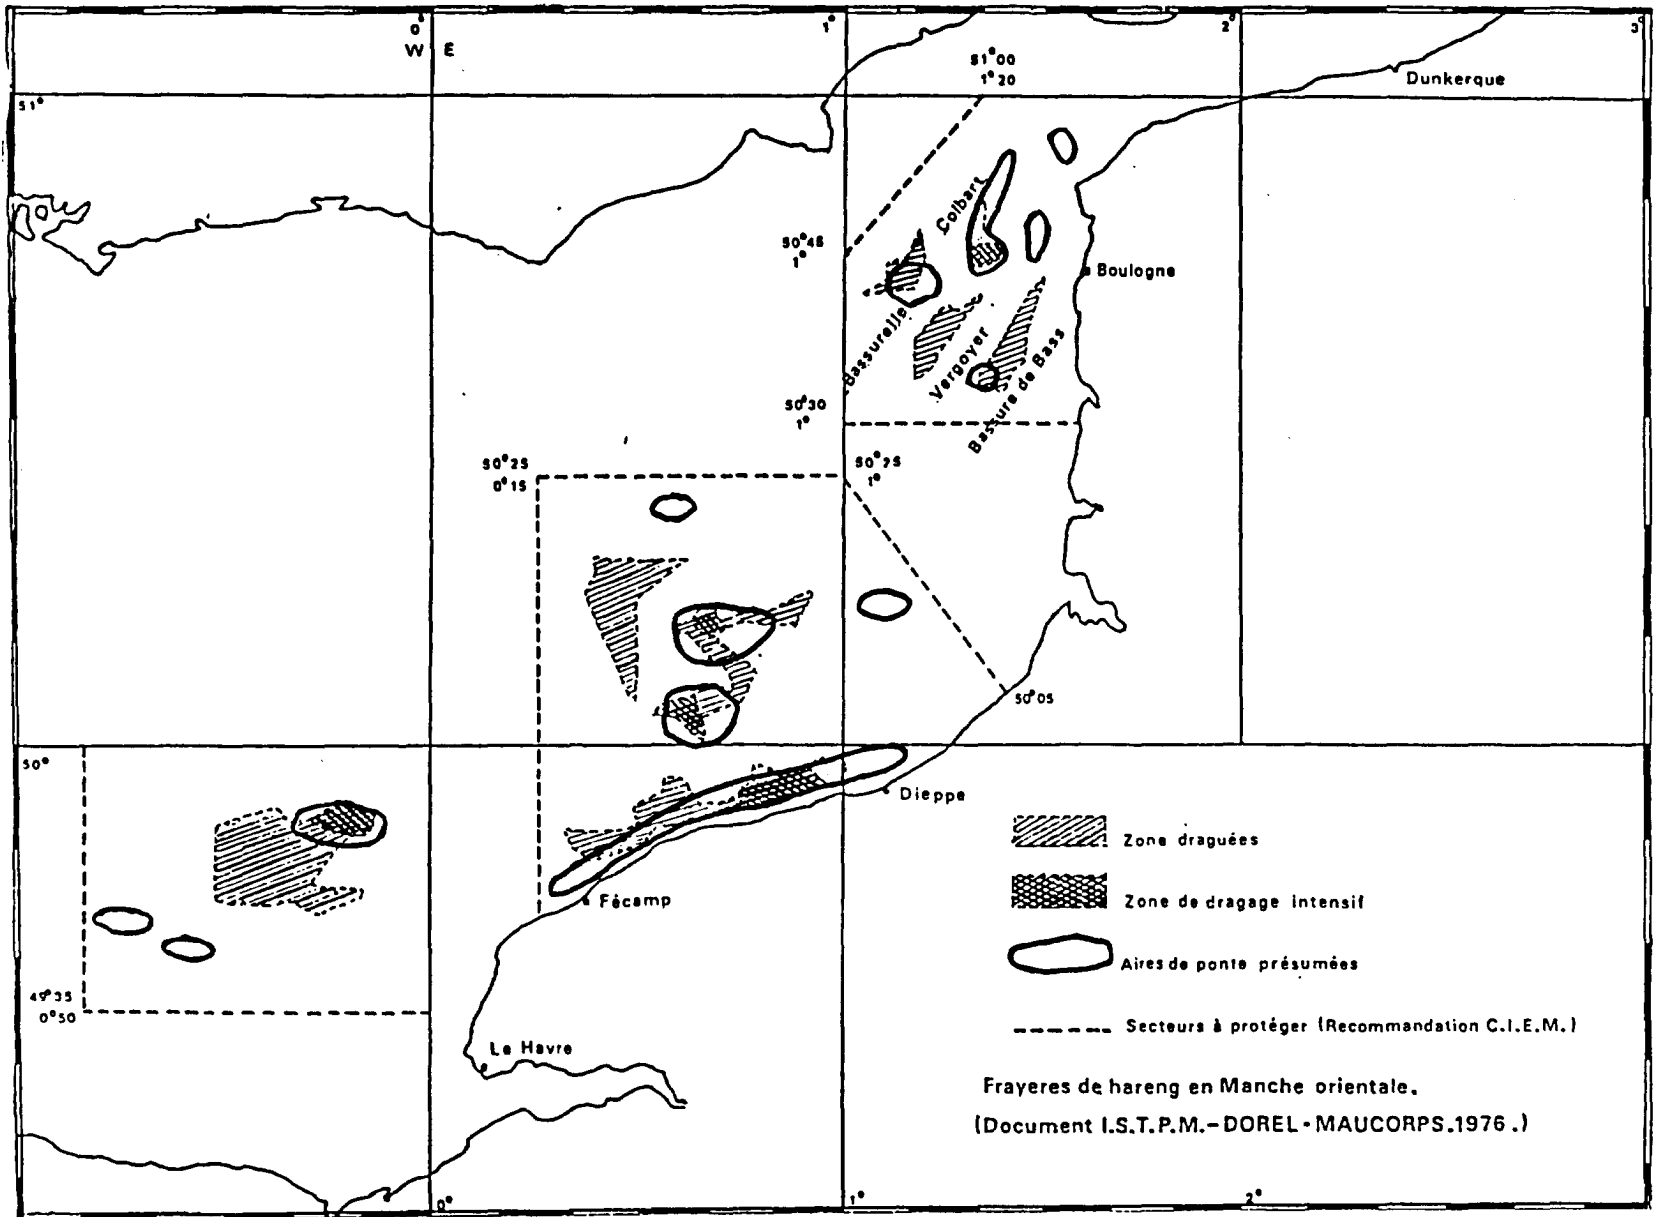 0°
W E
1°
2°
3°
51°00
1°20
Dunkerque
51°
Colbart
50°45
1°
Boulogne
Bassurelle
Vergoyer
Bassure de Bass
50°30
1°
50°25
0°15
50°25
1°
50°05
50°
Dieppe
Zone draguées
Fécamp
Zone de dragage intensif
Aires de ponte présumées
49°35
0°50
Secteurs à protéger (Recommandation C.I.E.M.)
Le Havre
Frayeres de hareng en Manche orientale.
(Document I.S.T.P.M.-DOREL-MAUCORPS.1976.)
0°
1°
2°